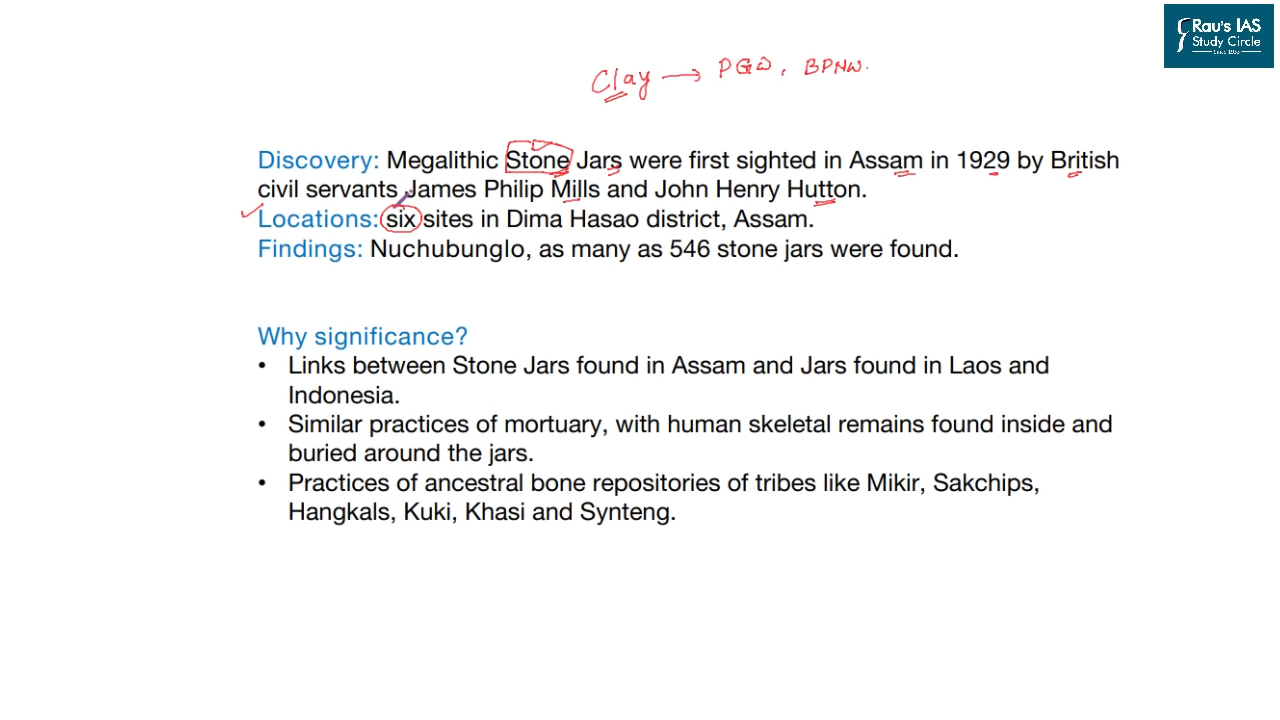 Rau's IAS
Study Circle
Since 1953
Clay → PGW, BPNW.
Discovery: Megalithic Stone Jars were first sighted in Assam in 1929 by British
civil servants James Philip Mills and John Henry Hutton.
Locations: six sites in Dima Hasao district, Assam.
Findings: Nuchubunglo, as many as 546 stone jars were found.
Why significance?
• Links between Stone Jars found in Assam and Jars found in Laos and
Indonesia.
• Similar practices of mortuary, with human skeletal remains found inside and
buried around the jars.
• Practices of ancestral bone repositories of tribes like Mikir, Sakchips,
Hangkals, Kuki, Khasi and Synteng.